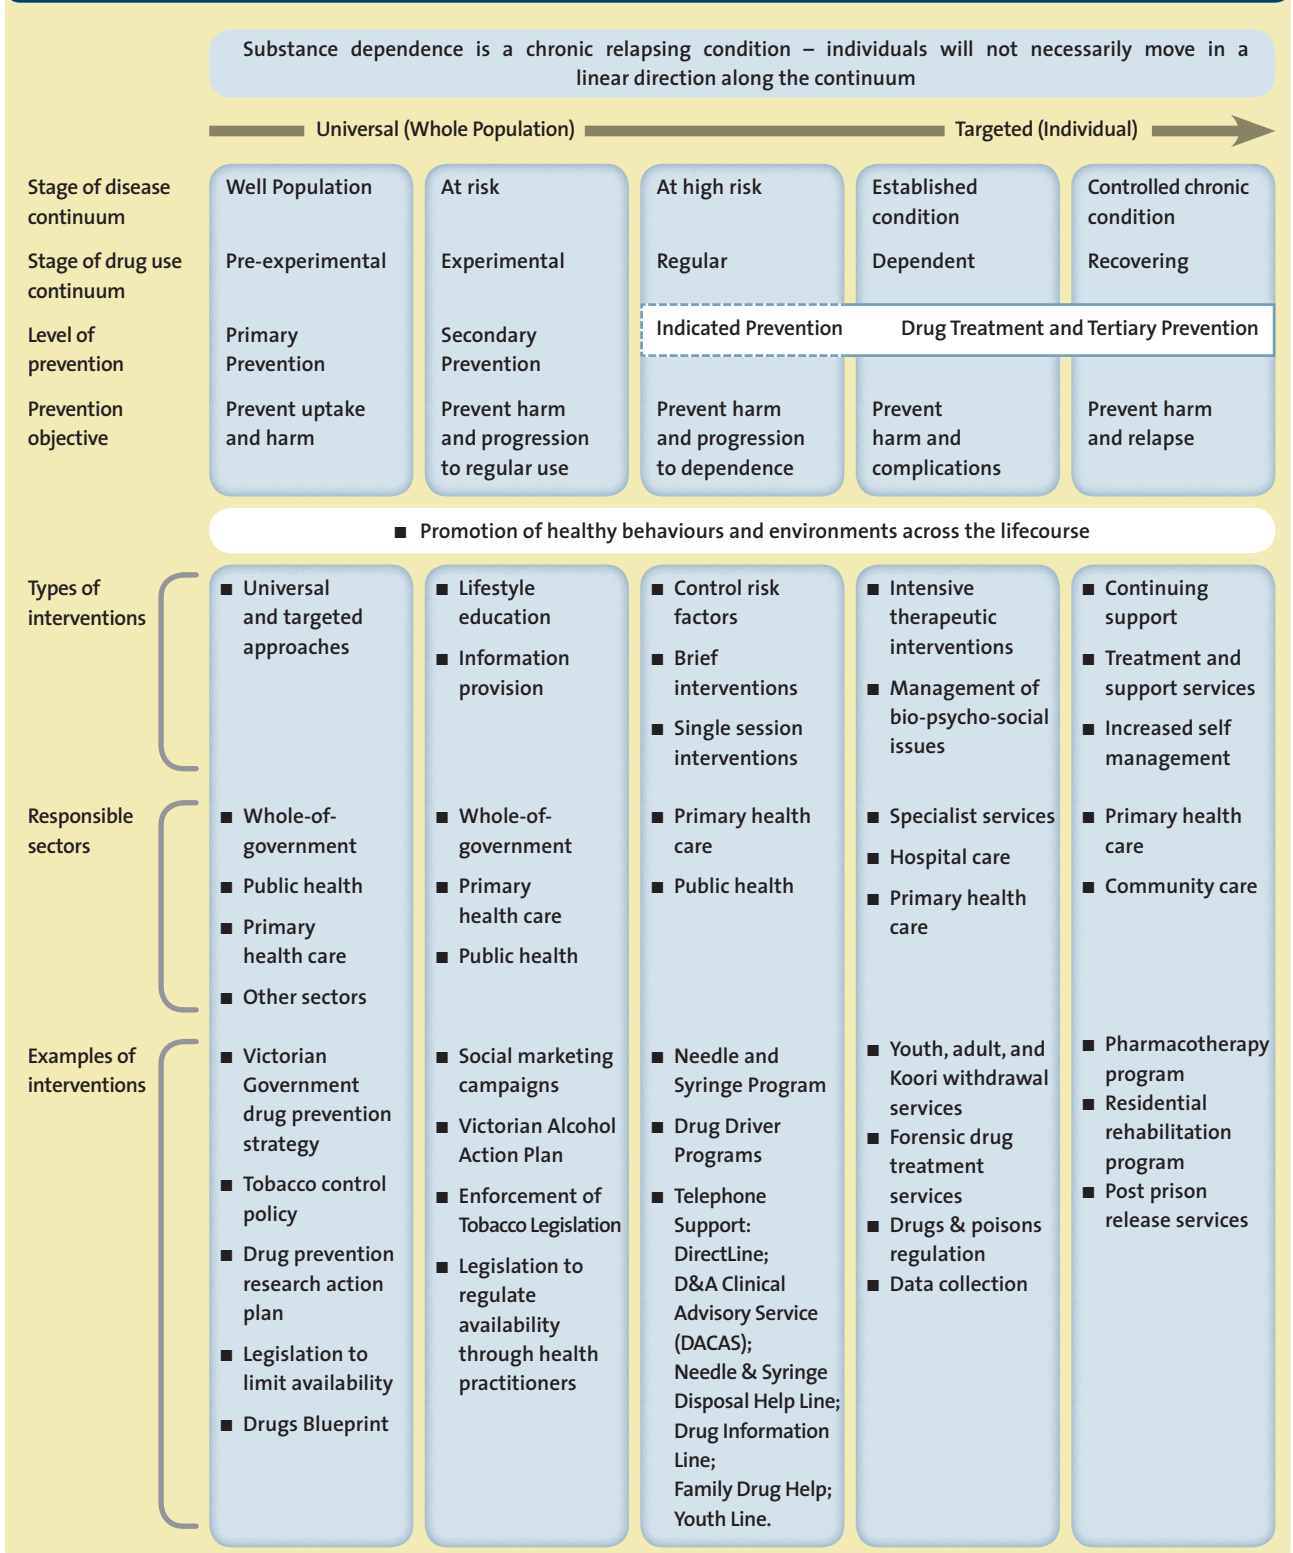 Substance dependence is a chronic relapsing condition – individuals will not necessarily move in a
linear direction along the continuum
Universal (Whole Population)
Targeted (Individual)
Stage of disease
continuum
Well Population
At risk
At high risk
Established
condition
Controlled chronic
condition
Stage of drug use
continuum
Pre-experimental
Experimental
Regular
Dependent
Recovering
Level of
prevention
Primary
Prevention
Secondary
Prevention
Indicated Prevention
Drug Treatment and Tertiary Prevention
Prevention
objective
Prevent uptake
and harm
Prevent harm
and progression
to regular use
Prevent harm
and progression
to dependence
Prevent
harm and
complications
Prevent harm
and relapse
■ Promotion of healthy behaviours and environments across the lifecourse
Types of
interventions
■ Universal
and targeted
approaches
■ Lifestyle
education
■ Information
provision
■ Control risk
factors
■ Brief
interventions
■ Single session
interventions
■ Intensive
therapeutic
interventions
■ Management of
bio-psycho-social
issues
■ Continuing
support
■ Treatment and
support services
■ Increased self
management
Responsible
sectors
■ Whole-of-
government
■ Public health
■ Primary
health care
■ Other sectors
■ Whole-of-
government
■ Primary
health care
■ Public health
■ Primary health
care
■ Public health
■ Specialist services
■ Hospital care
■ Primary health
care
■ Primary health
care
■ Community care
Examples of
interventions
■ Victorian
Government
drug prevention
strategy
■ Tobacco control
policy
■ Drug prevention
research action
plan
■ Legislation to
limit availability
■ Drugs Blueprint
■ Social marketing
campaigns
■ Victorian Alcohol
Action Plan
■ Enforcement of
Tobacco Legislation
■ Legislation to
regulate
availability
through health
practitioners
■ Needle and
Syringe Program
■ Drug Driver
Programs
■ Telephone
Support:
DirectLine;
D&A Clinical
Advisory Service
(DACAS);
Needle & Syringe
Disposal Help Line;
Drug Information
Line;
Family Drug Help;
Youth Line.
■ Youth, adult, and
Koori withdrawal
services
■ Forensic drug
treatment
services
■ Drugs & poisons
regulation
■ Data collection
■ Pharmacotherapy
program
■ Residential
rehabilitation
program
■ Post prison
release services